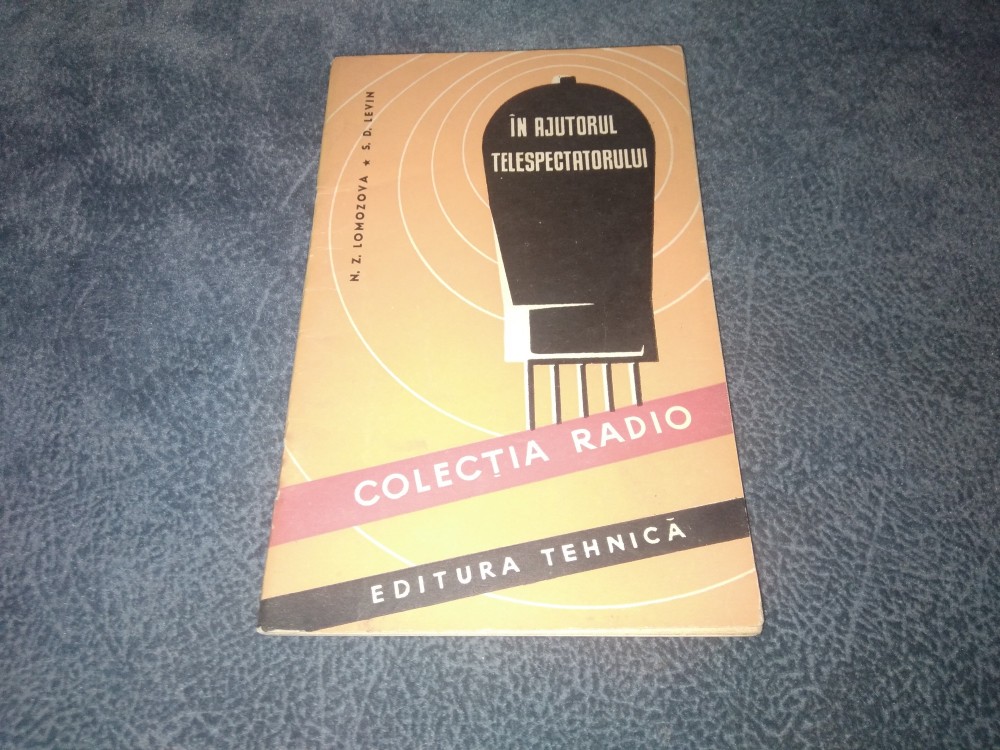 N. Z. LOMOZOVA ★ S. D. LEVIN
ÎN AJUTORUL
TELESPECTATORULUI
COLECȚIA RADIO
EDITURA TEHNICĂ